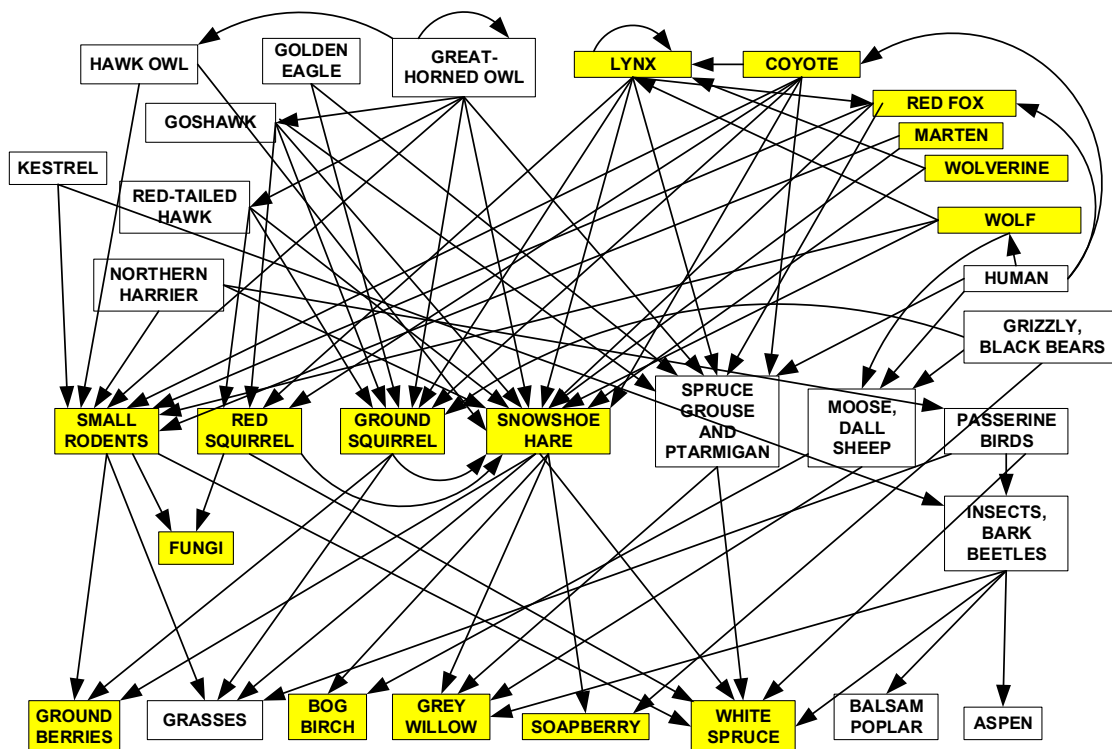 HAWK OWL
GOLDEN
EAGLE
GREAT-
HORNED OWL
LYNX
COYOTE
RED FOX
GOSHAWK
MARTEN
KESTREL
WOLVERINE
RED-TAILED
HAWK
WOLF
NORTHERN
HARRIER
HUMAN
GRIZZLY,
BLACK BEARS
SMALL
RODENTS
RED
SQUIRREL
GROUND
SQUIRREL
SNOWSHOE
HARE
SPRUCE
GROUSE
AND
PTARMIGAN
MOOSE,
DALL
SHEEP
PASSERINE
BIRDS
FUNGI
INSECTS,
BARK
BEETLES
GROUND
BERRIES
GRASSES
BOG
BIRCH
GREY
WILLOW
SOAPBERRY
WHITE
SPRUCE
BALSAM
POPLAR
ASPEN